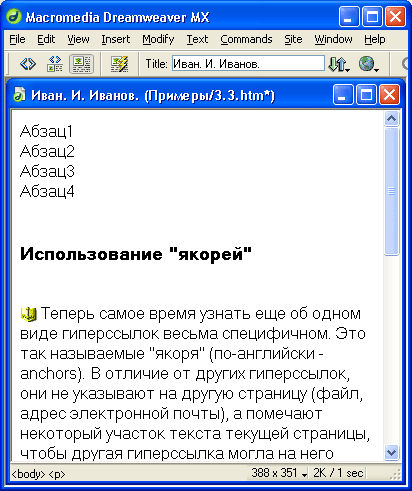 Macromedia Dreamweaver MX
File Edit View Insert Modify Text Commands Site Window Help
Title: Иван. И. Иванов.
Иван. И. Иванов. (Примеры/3.3.htm*)
Абзац1
Абзац2
Абзац3
Абзац4
Использование "якорей"
Теперь самое время узнать еще об одном
виде гиперссылок весьма специфичном. Это
так называемые "якоря" (по-английски -
anchors). В отличие от других гиперссылок,
они не указывают на другую страницу (файл,
адрес электронной почты), а помечают
некоторый участок текста текущей страницы,
чтобы другая гиперссылка могла на него
<body> <p> 388 x 351 2K / 1 sec